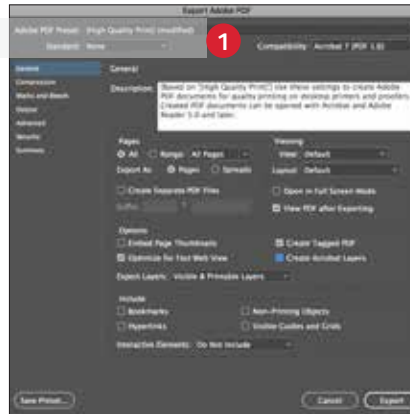 Export Adobe PDF
Adobe PDF Preset: [High Quality Print] (modified)
Standard: None
1
Compatibility: Acrobat 7 (PDF 1.6)
General
Compression
Marks and Bleeds
Output
Advanced
Security
Summary
General
Description: [Based on '[High Quality Print]'] Use these settings to create Adobe
PDF documents for quality printing on desktop printers and proofers.
Created PDF documents can be opened with Acrobat and Adobe
Reader 5.0 and later.
Pages
All Range: All Pages
Export As: Pages Spreads
Create Separate PDF Files
Suffix:
Viewing
View: Default
Layout: Default
Open in Full Screen Mode
View PDF after Exporting
Options
Embed Page Thumbnails
Optimize for Fast Web View
Create Tagged PDF
Create Acrobat Layers
Export Layers: Visible & Printable Layers
Include
Bookmarks
Hyperlinks
Non-Printing Objects
Visible Guides and Grids
Interactive Elements: Do Not Include
Save Preset...
Cancel
Export